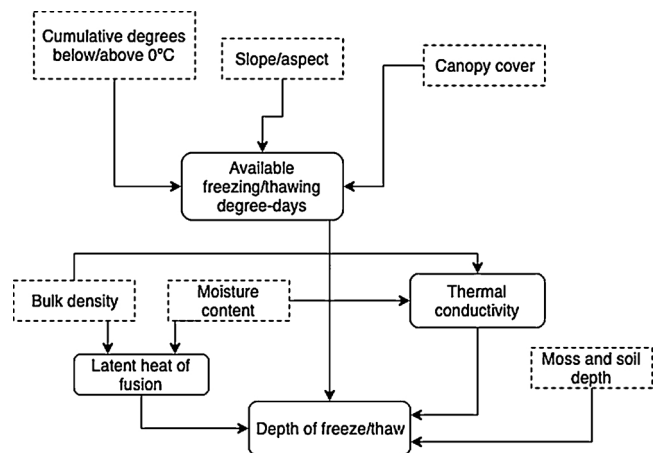 Cumulative degrees
below/above 0°C
Slope/aspect
Canopy cover
Available
freezing/thawing
degree-days
Bulk density
Moisture
content
Thermal
conductivity
Latent heat of
fusion
Moss and soil
depth
Depth of freeze/thaw